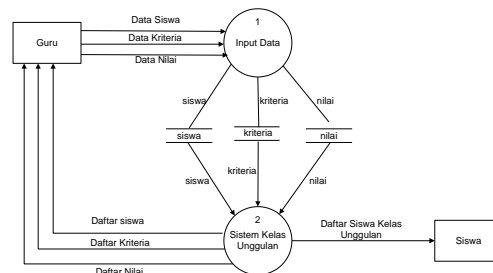 Data Siswa
1
Guru
Data Kriteria
Input Data
Data Nilai
siswa
kriteria
nilai
siswa
kriteria
nilai
siswa
kriteria
nilai
Daftar siswa
2
Sistem Kelas
Unggulan
Daftar Siswa Kelas
Unggulan
Siswa
Daftar Kriteria
Daftar Nilai